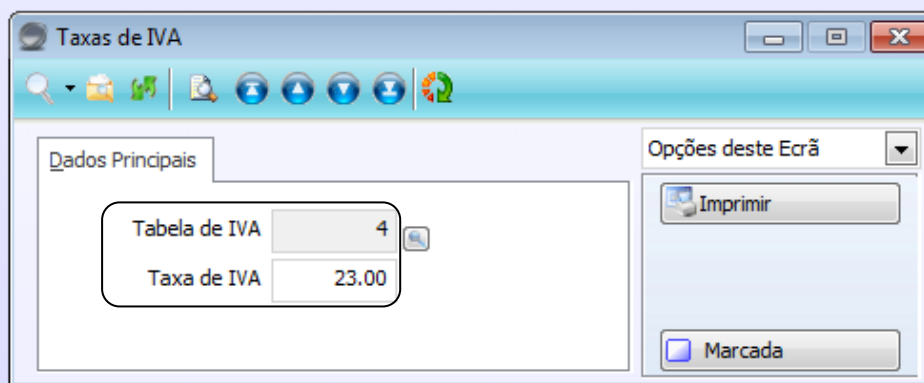 Taxas de IVA
Dados Principais
Opções deste Ecrã
Tabela de IVA 4
Taxa de IVA 23.00
Imprimir
Marcada